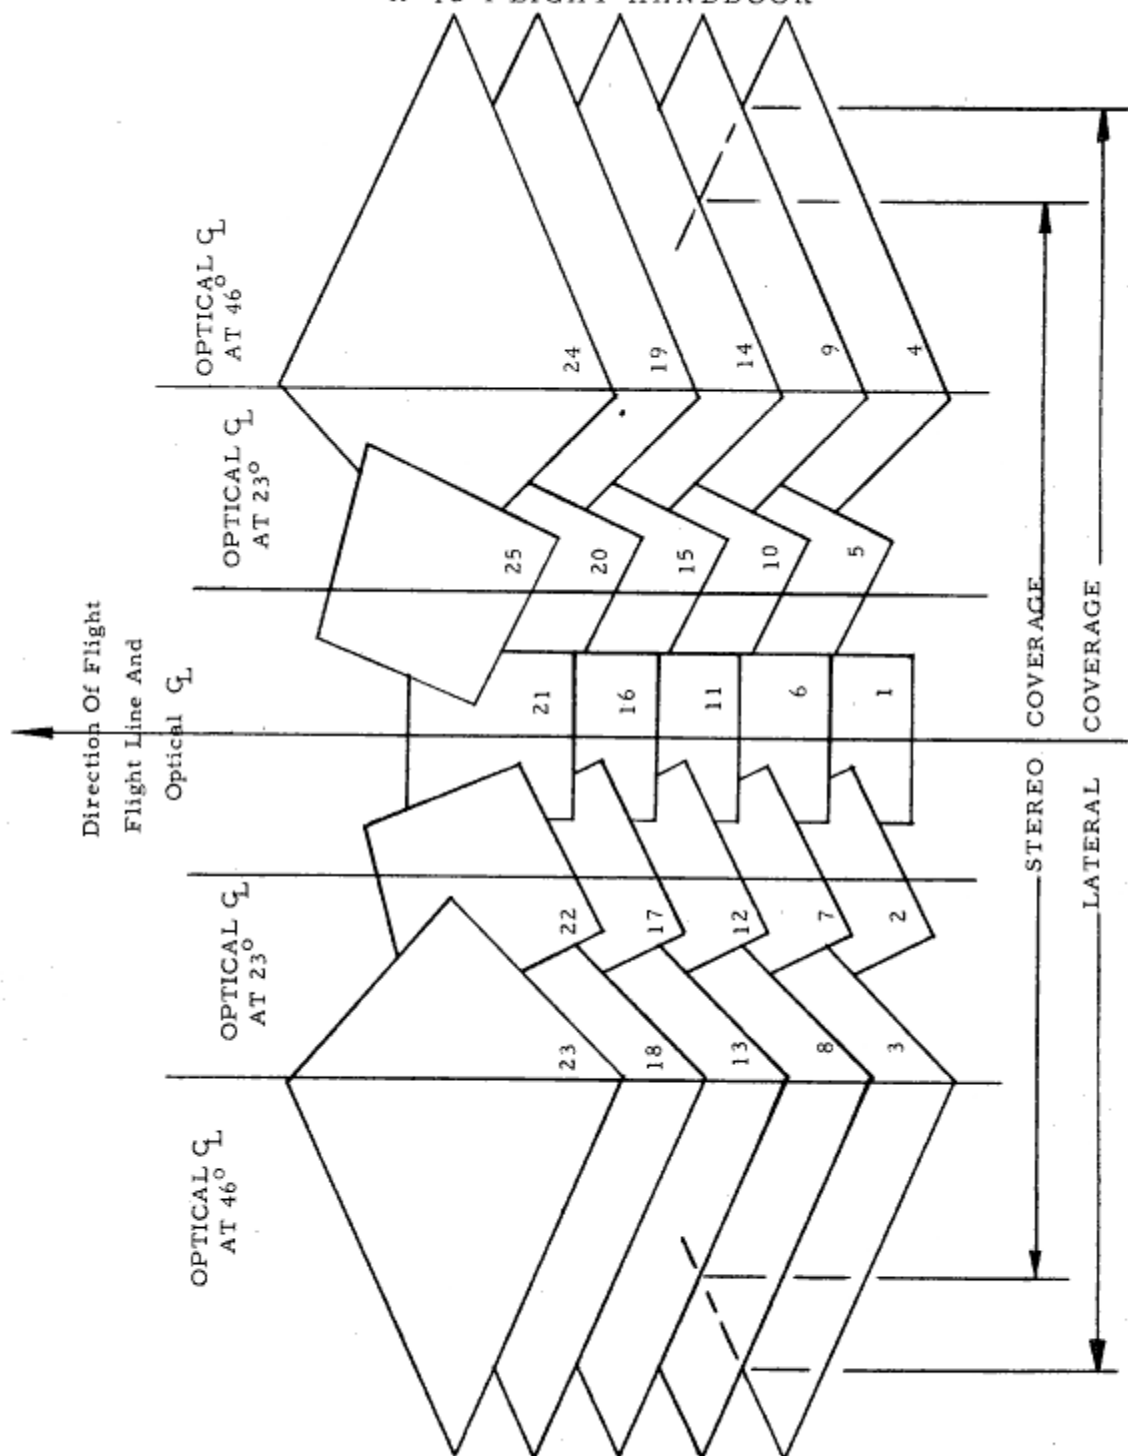 FLIGHT HANDBOOK
OPTICAL ℄
AT 46°
OPTICAL ℄
AT 23°
Direction Of Flight
Flight Line And
Optical ℄
OPTICAL ℄
AT 23°
OPTICAL ℄
AT 46°
24
19
14
9
4
25
20
15
10
5
21
16
11
6
1
22
17
12
7
2
23
18
13
8
3
STEREO COVERAGE
LATERAL COVERAGE